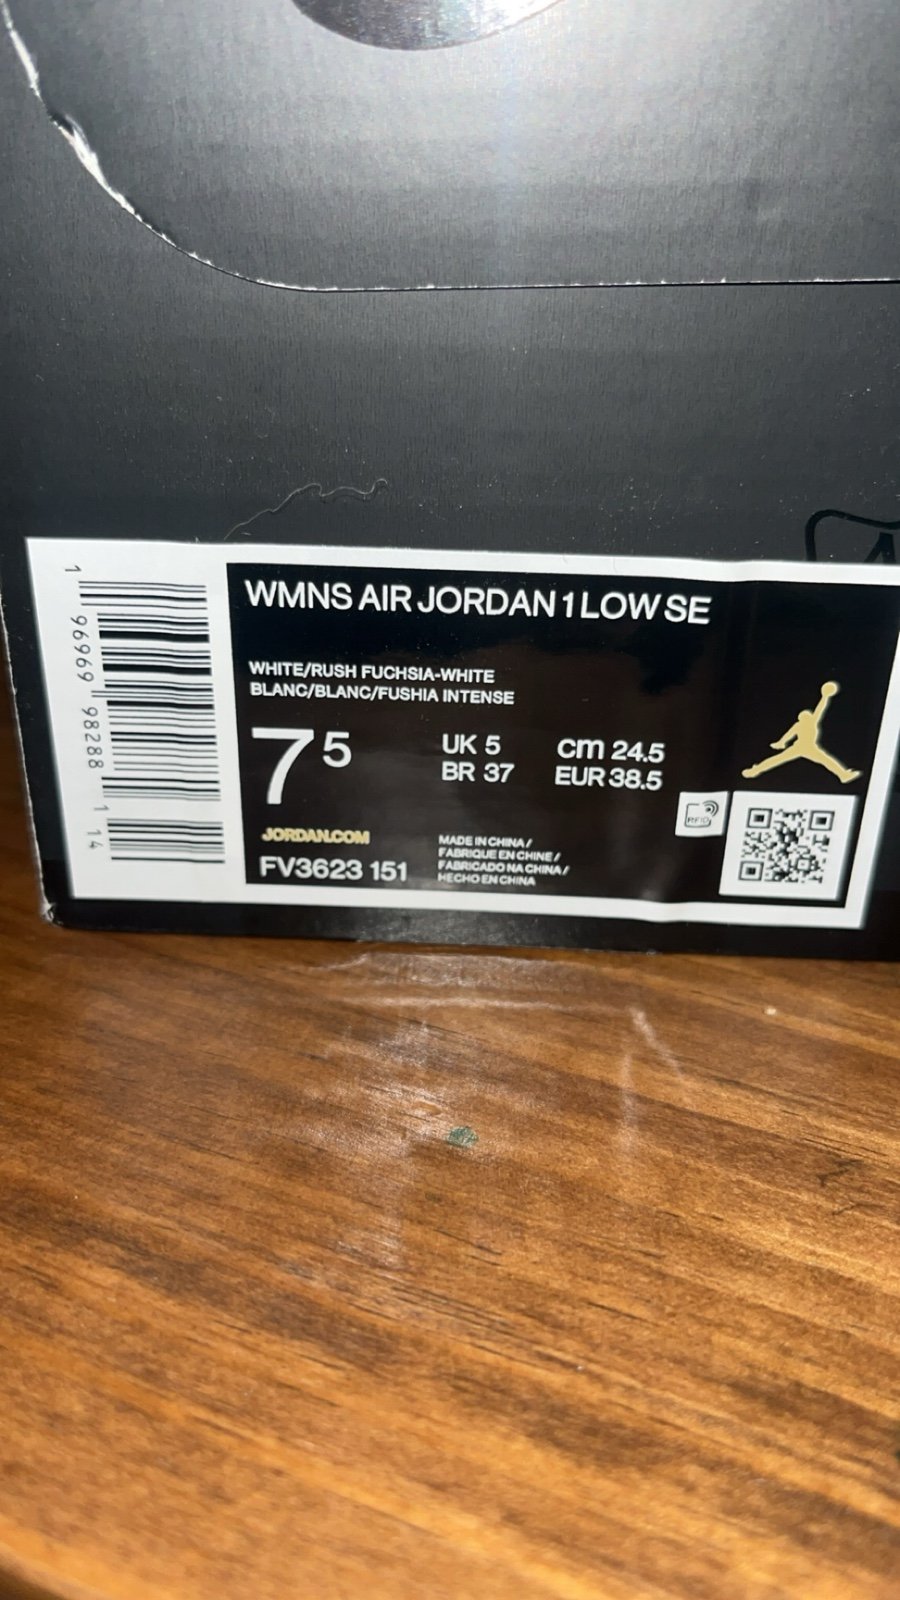 WMNS AIR JORDAN 1 LOW SE
WHITE/RUSH FUCHSIA-WHITE
BLANC/BLANC/FUSHIA INTENSE
7 5
UK 5
BR 37
cm 24.5
EUR 38.5
RFID
JORDAN.COM
FV3623 151
MADE IN CHINA /
FABRIQUE EN CHINE /
FABRICADO NA CHINA /
HECHO EN CHINA
1 96969 98288 1 14